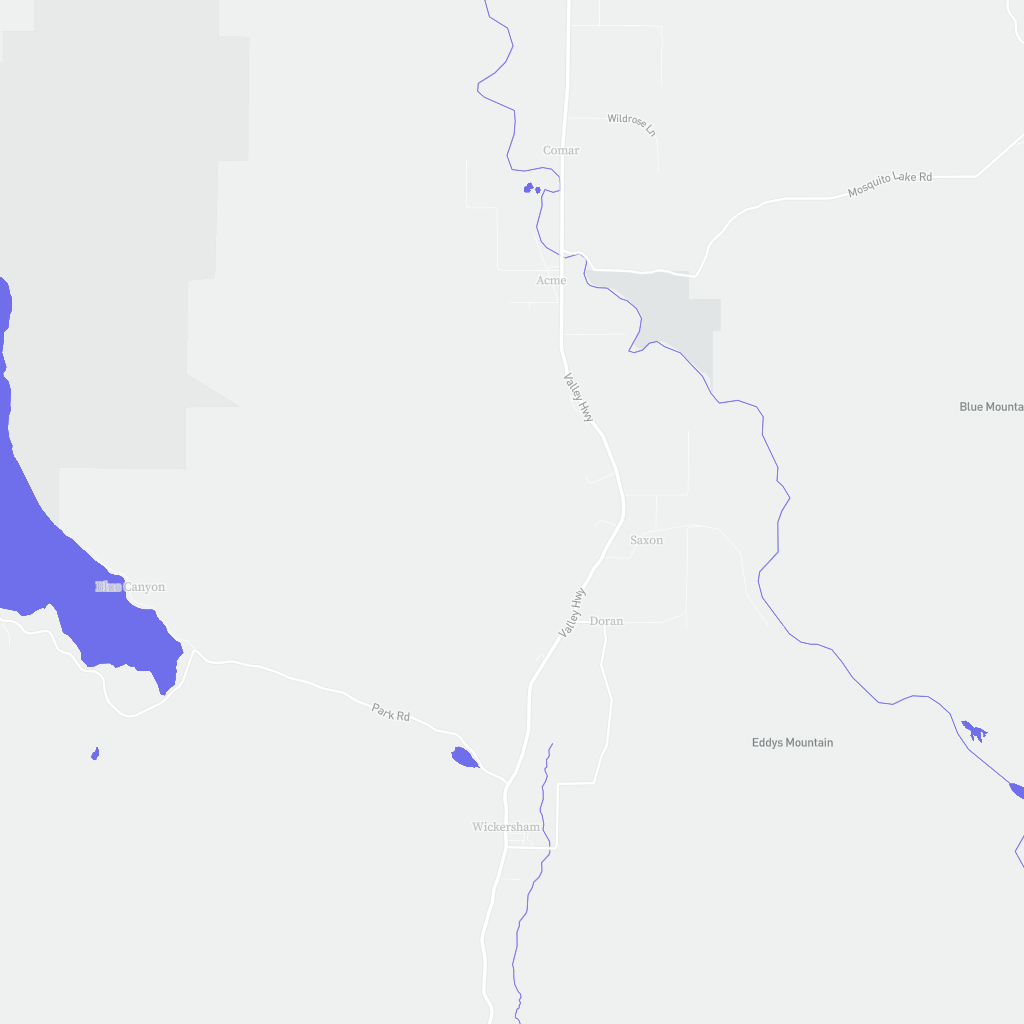 Wildrose Ln
Comar
Mosquito Lake Rd
Acme
Valley Hwy
Blue Mounta
Saxon
Blue Canyon
Valley Hwy
Doran
Park Rd
Eddys Mountain
Wickersham